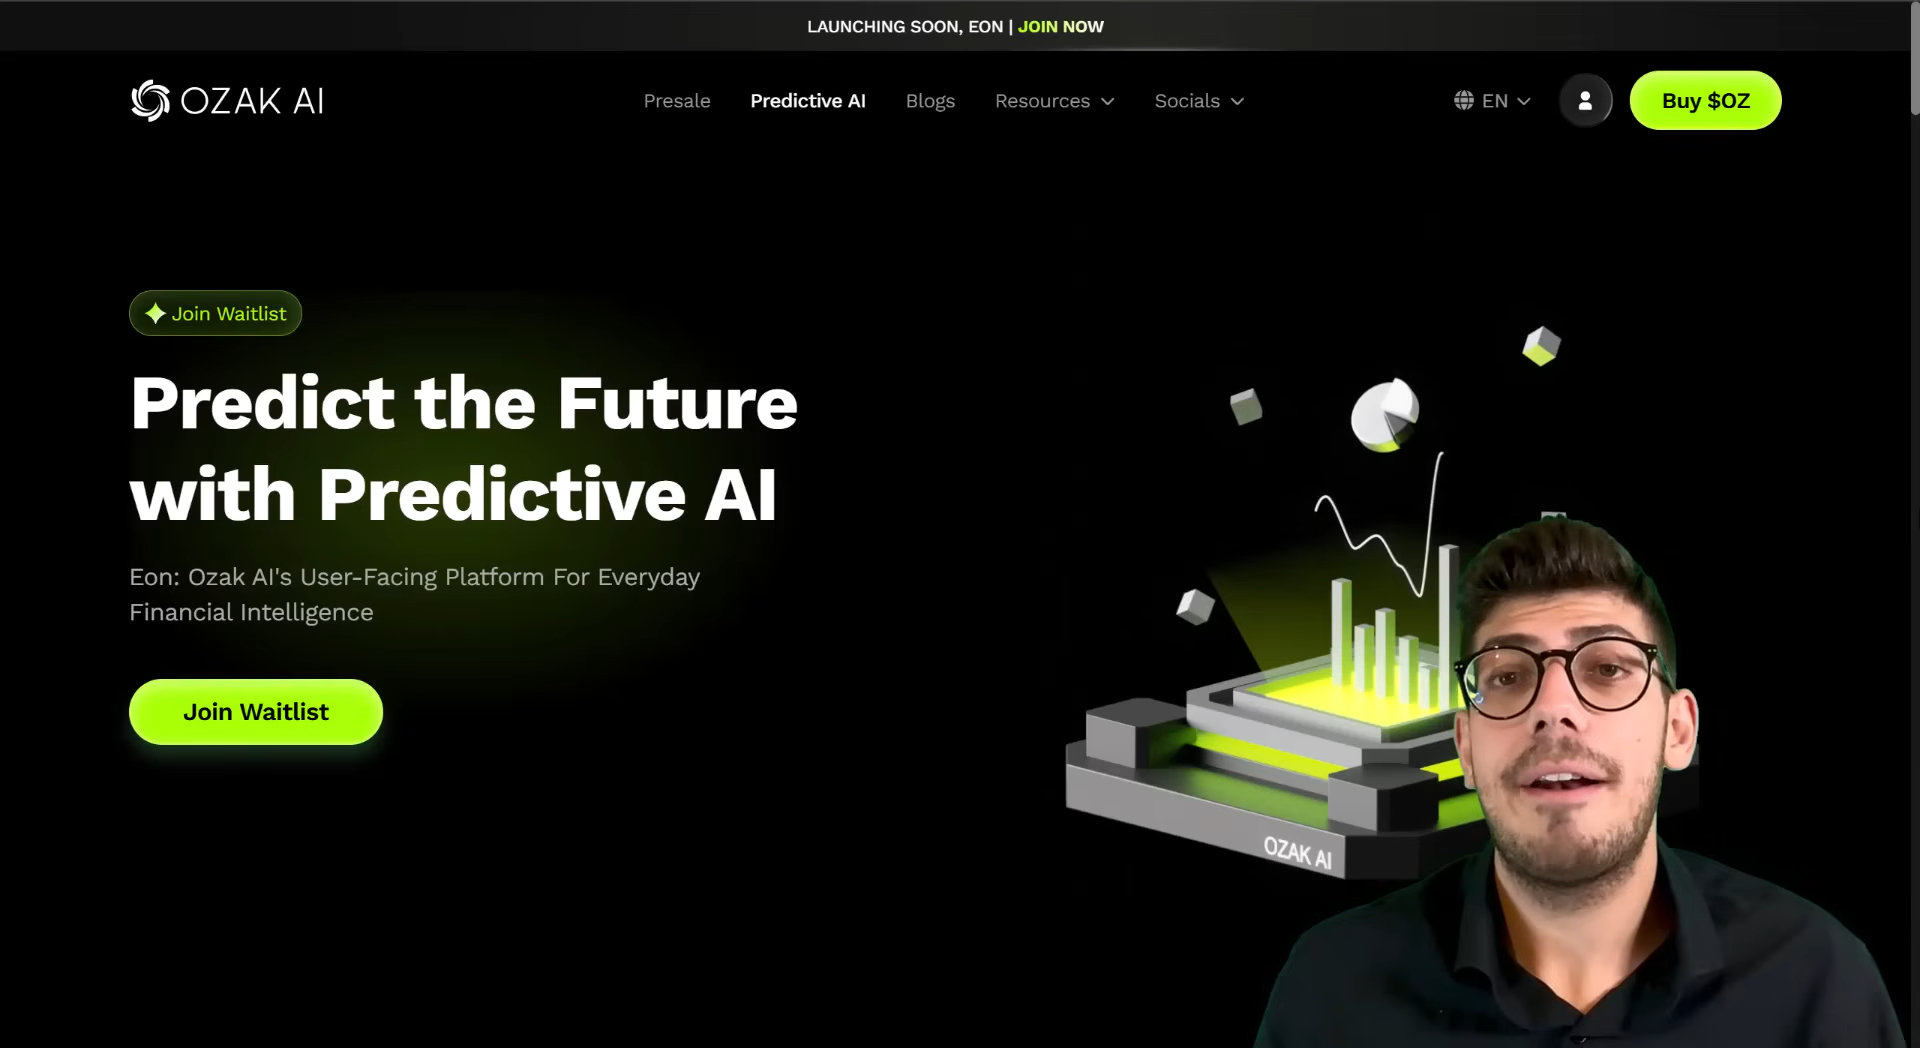 LAUNCHING SOON, EON | JOIN NOW
OZAK AI
Presale
Predictive AI
Blogs
Resources
Socials
EN
Buy $OZ
Join Waitlist
Predict the Future
with Predictive AI
Eon: Ozak AI's User-Facing Platform For Everyday
Financial Intelligence
Join Waitlist
OZAK AI